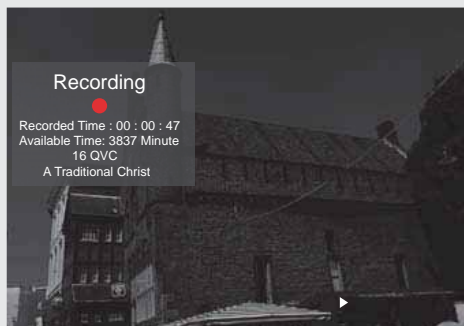 Recording
Recorded Time : 00 : 00 : 47
Available Time: 3837 Minute
16 QVC
A Traditional Christ